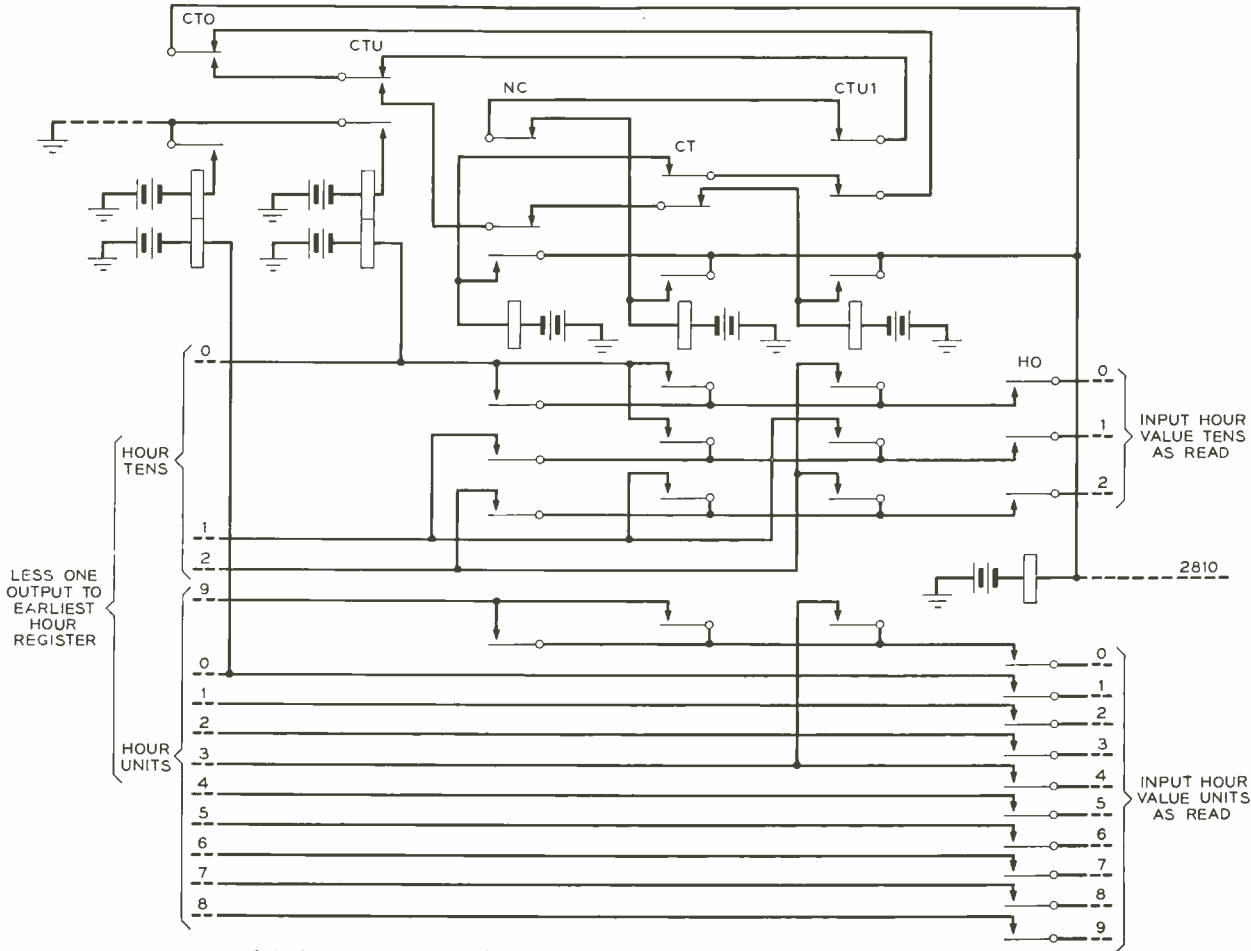 CTO
CTU
NC
CTU1
CT
HO
0
HOUR
TENS
1
2
0
1
2
INPUT HOUR
VALUE TENS
AS READ
2810
LESS ONE
OUTPUT TO
EARLIEST
HOUR
REGISTER
9
0
1
2
3
4
5
6
7
8
HOUR
UNITS
0
1
2
3
4
5
6
7
8
9
INPUT HOUR
VALUE UNITS
AS READ